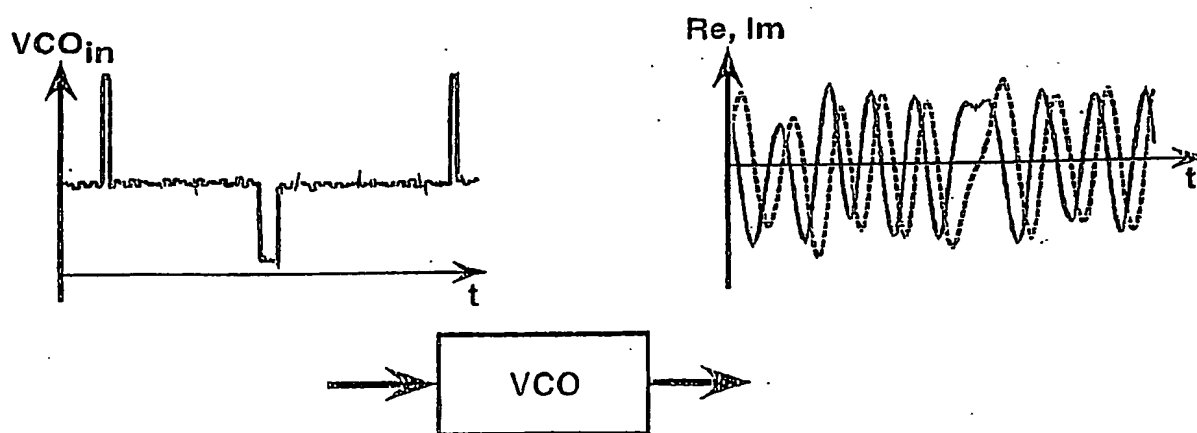 VCOin
Re, Im
t
t
VCO